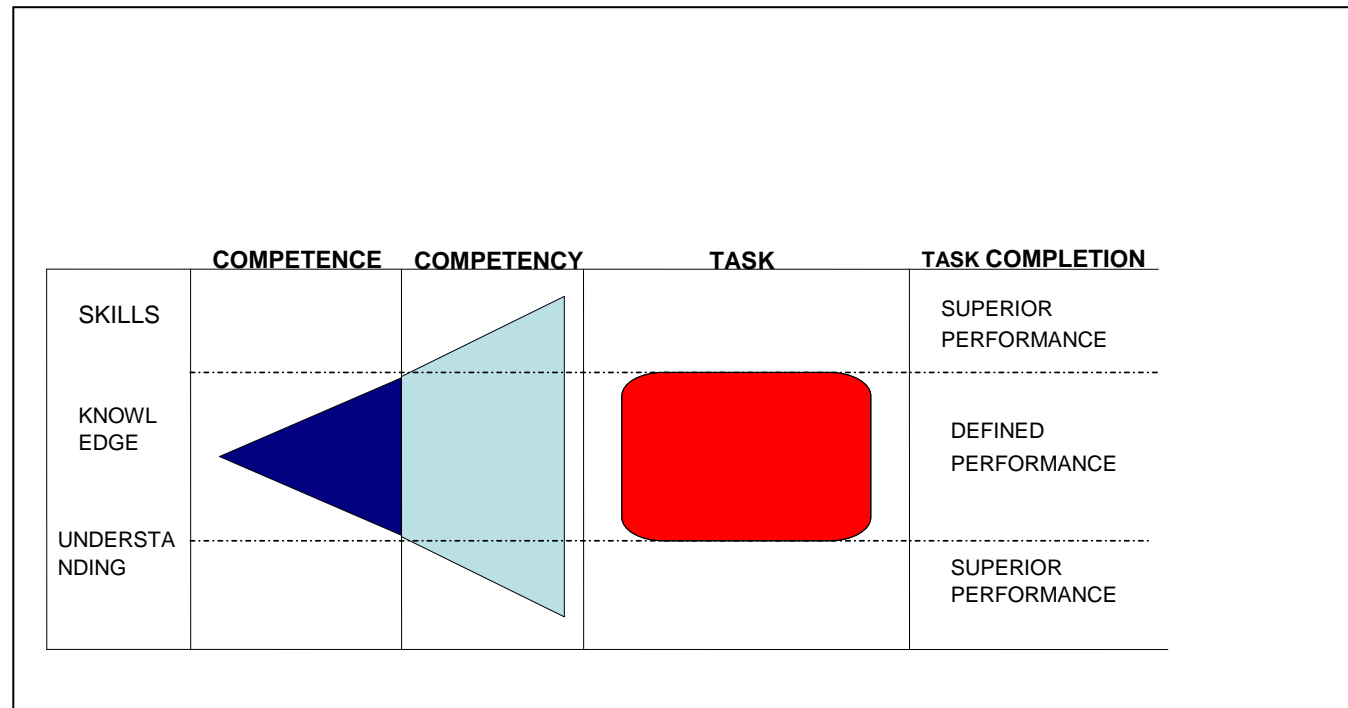 COMPETENCE COMPETENCY TASK TASK COMPLETION
SKILLS
SUPERIOR
PERFORMANCE
KNOWL
EDGE
DEFINED
PERFORMANCE
UNDERSTA
NDING
SUPERIOR
PERFORMANCE